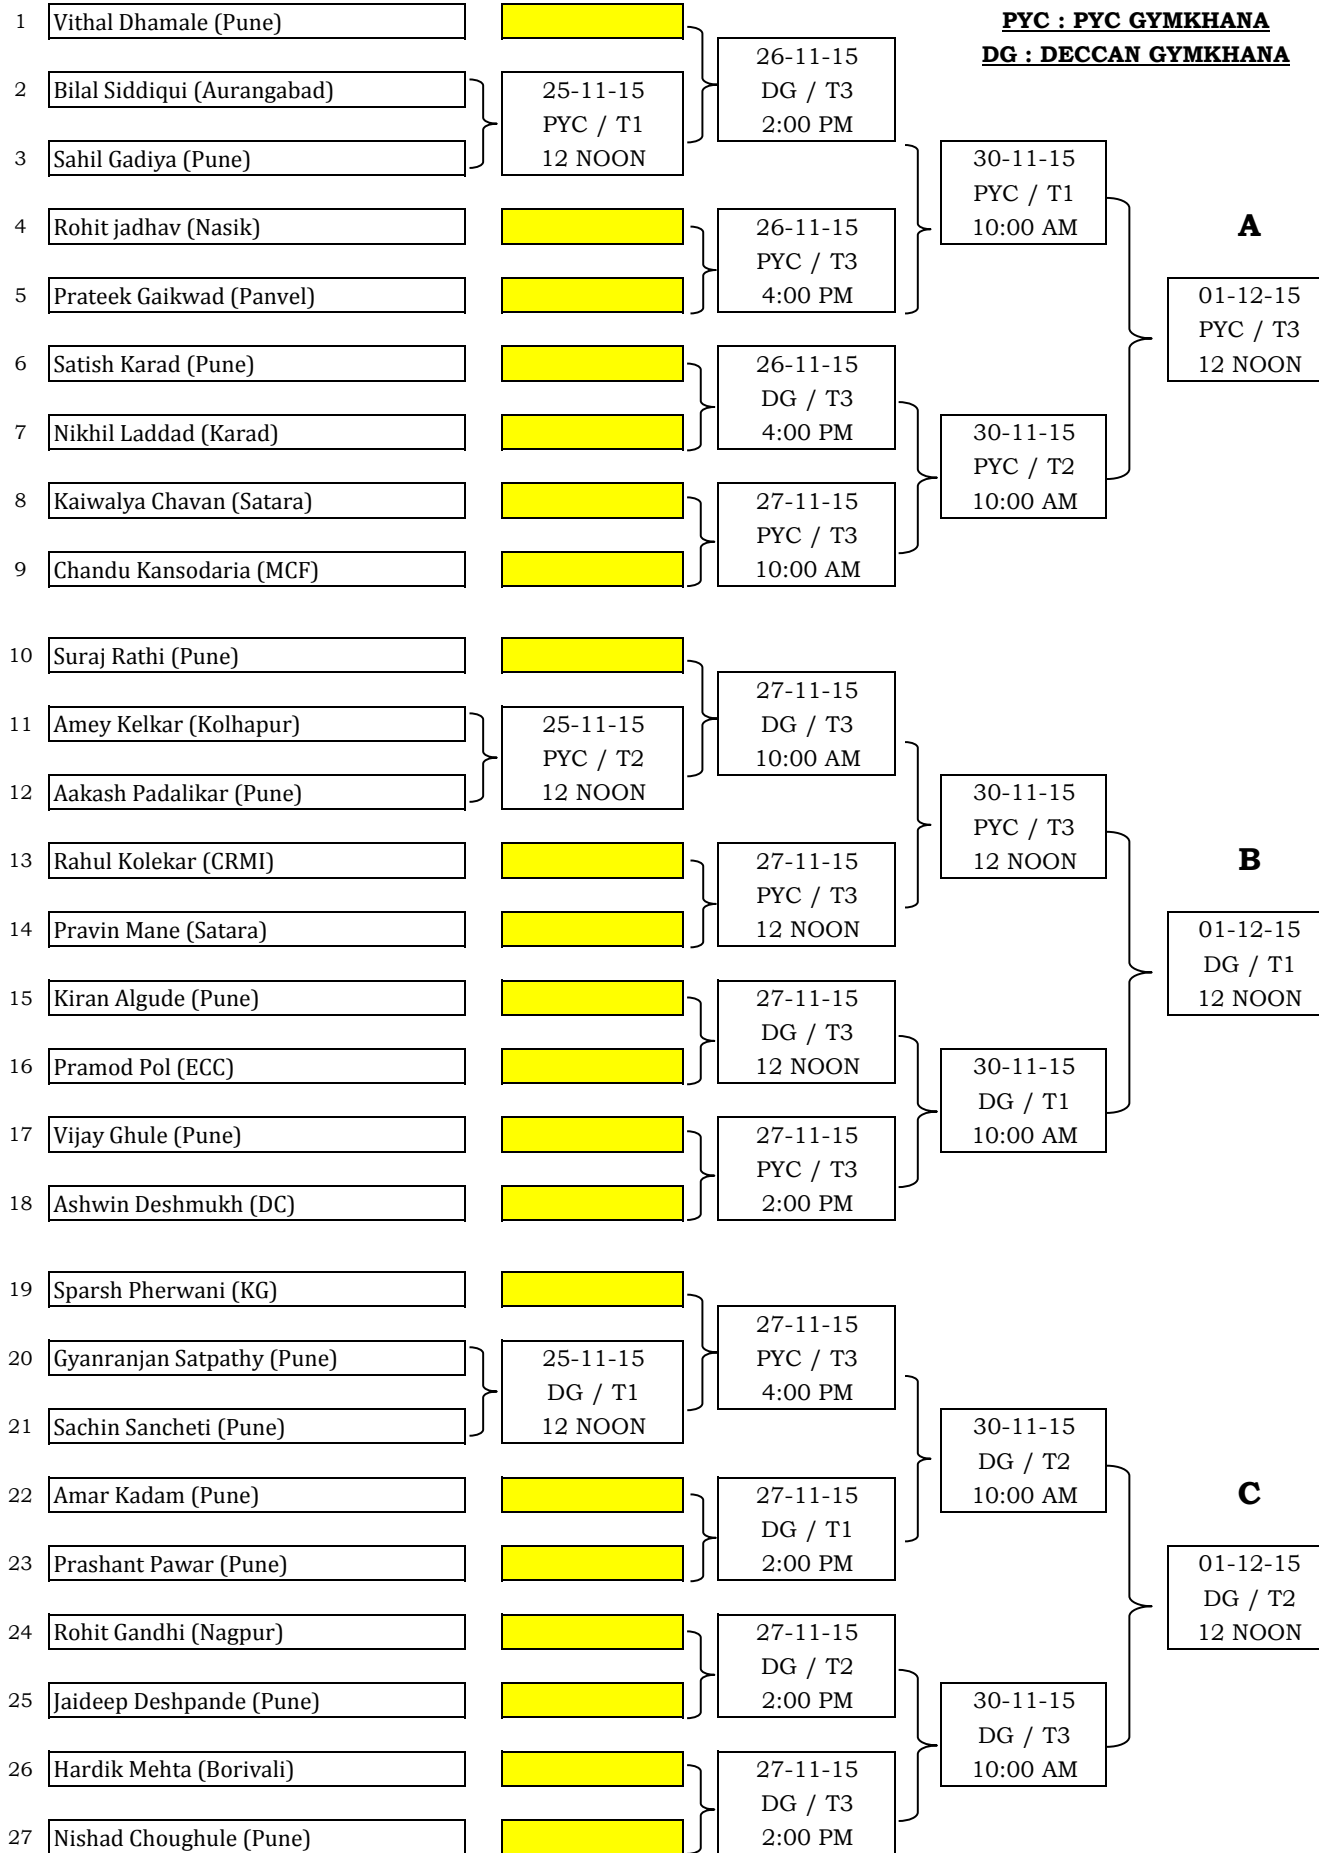 PYC : PYC GYMKHANA
DG : DECCAN GYMKHANA
1 Vithal Dhamale (Pune)
26-11-15
DG / T3
2:00 PM
2 Bilal Siddiqui (Aurangabad)
25-11-15
PYC / T1
12 NOON
3 Sahil Gadiya (Pune)
30-11-15
PYC / T1
10:00 AM
4 Rohit jadhav (Nasik)
26-11-15
PYC / T3
4:00 PM
A
5 Prateek Gaikwad (Panvel)
01-12-15
PYC / T3
12 NOON
6 Satish Karad (Pune)
26-11-15
DG / T3
4:00 PM
7 Nikhil Laddad (Karad)
30-11-15
PYC / T2
10:00 AM
8 Kaiwalya Chavan (Satara)
27-11-15
PYC / T3
10:00 AM
9 Chandu Kansodaria (MCF)
10 Suraj Rathi (Pune)
27-11-15
DG / T3
10:00 AM
11 Amey Kelkar (Kolhapur)
25-11-15
PYC / T2
12 NOON
12 Aakash Padalikar (Pune)
30-11-15
PYC / T3
12 NOON
13 Rahul Kolekar (CRMI)
27-11-15
PYC / T3
12 NOON
B
14 Pravin Mane (Satara)
01-12-15
DG / T1
12 NOON
15 Kiran Algude (Pune)
27-11-15
DG / T3
12 NOON
16 Pramod Pol (ECC)
30-11-15
DG / T1
10:00 AM
17 Vijay Ghule (Pune)
27-11-15
PYC / T3
2:00 PM
18 Ashwin Deshmukh (DC)
19 Sparsh Pherwani (KG)
27-11-15
PYC / T3
4:00 PM
20 Gyanranjan Satpathy (Pune)
25-11-15
DG / T1
12 NOON
21 Sachin Sancheti (Pune)
30-11-15
DG / T2
10:00 AM
22 Amar Kadam (Pune)
27-11-15
DG / T1
2:00 PM
C
23 Prashant Pawar (Pune)
01-12-15
DG / T2
12 NOON
24 Rohit Gandhi (Nagpur)
27-11-15
DG / T2
2:00 PM
25 Jaideep Deshpande (Pune)
30-11-15
DG / T3
10:00 AM
26 Hardik Mehta (Borivali)
27-11-15
DG / T3
2:00 PM
27 Nishad Choughule (Pune)